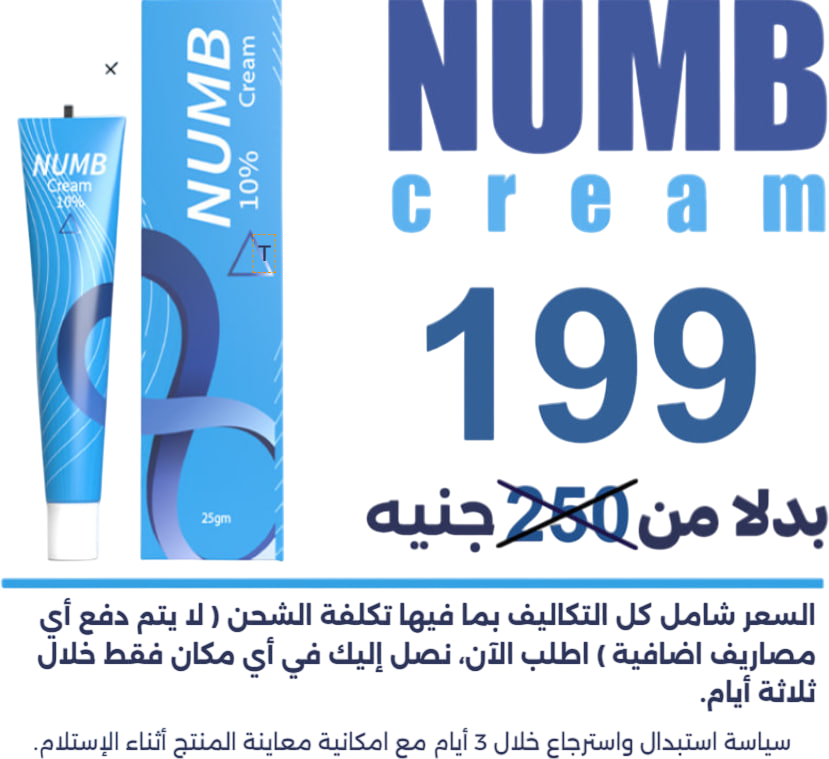 NUMB
cream
199
بدلا من 250 جنيه
السعر شامل كل التكاليف بما فيها تكلفة الشحن ( لا يتم دفع أي
مصاريف اضافية ) اطلب الآن، نصل إليك في أي مكان فقط خلال
ثلاثة أيام.
سياسة استبدال واسترجاع خلال 3 أيام مع امكانية معاينة المنتج أثناء الإستلام.
NUMB
Cream
10%
NUMB
Cream
10%
T
25gm